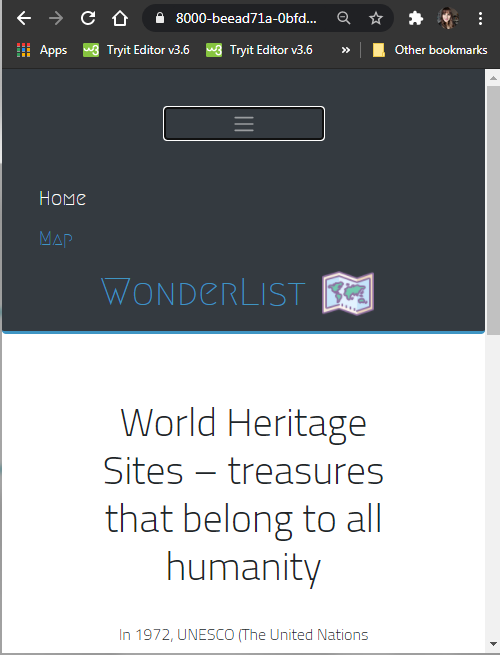 8000-beead71a-0bfd...
Apps
Tryit Editor v3.6
Tryit Editor v3.6
»
Other bookmarks
Home
Map
WonderList
World Heritage
Sites – treasures
that belong to all
humanity
In 1972, UNESCO (The United Nations